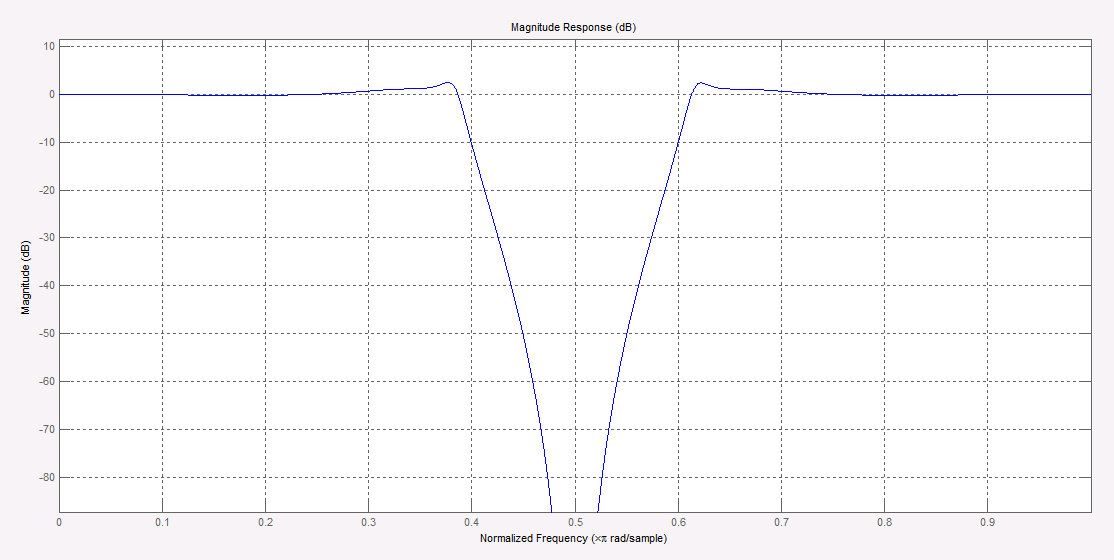 Magnitude Response (dB)
10
0
-10
-20
-30
-40
-50
-60
-70
-80
Magnitude (dB)
0 0.1 0.2 0.3 0.4 0.5 0.6 0.7 0.8 0.9
Normalized Frequency (×π rad/sample)